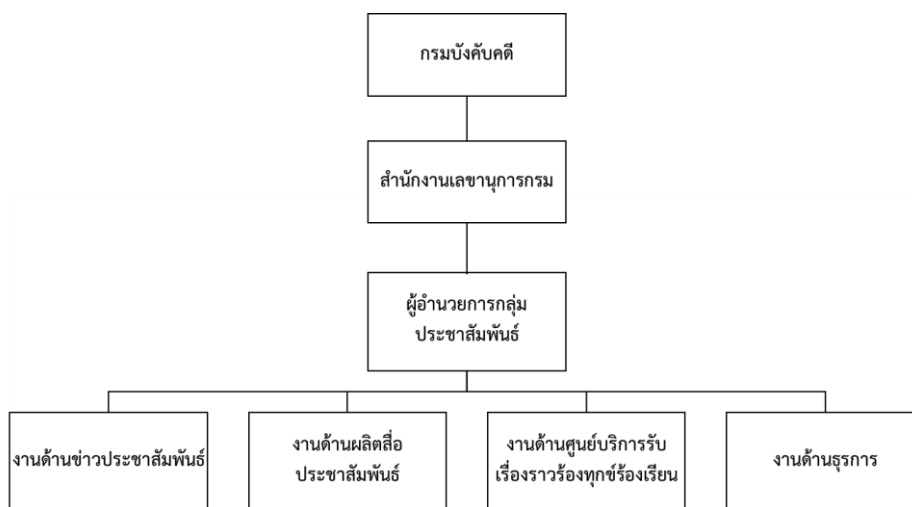 กรมบังคับคดี
สำนักงานเลขานุการกรม
ผู้อำนวยการกลุ่ม
ประชาสัมพันธ์
งานด้านข่าวประชาสัมพันธ์
งานด้านผลิตสื่อ
ประชาสัมพันธ์
งานด้านศูนย์บริการรับ
เรื่องราวร้องทุกข์ร้องเรียน
งานด้านธุรการ